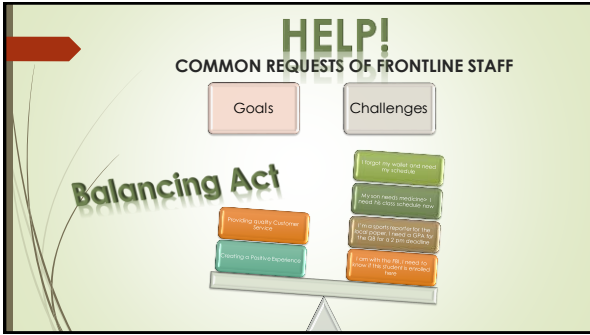 HELP!
COMMON REQUESTS OF FRONTLINE STAFF
Goals
Challenges
Balancing Act
Providing quality Customer
Service
Creating a Positive Experience
I forgot my wallet and need
my schedule
My son needs medicine> I
need his class schedule now
I'm a sports reporter for the
local paper, I need a GPA for
the GB for a 2 pm deadline
I am with the FBI, I need to
know if this student is enrolled
here